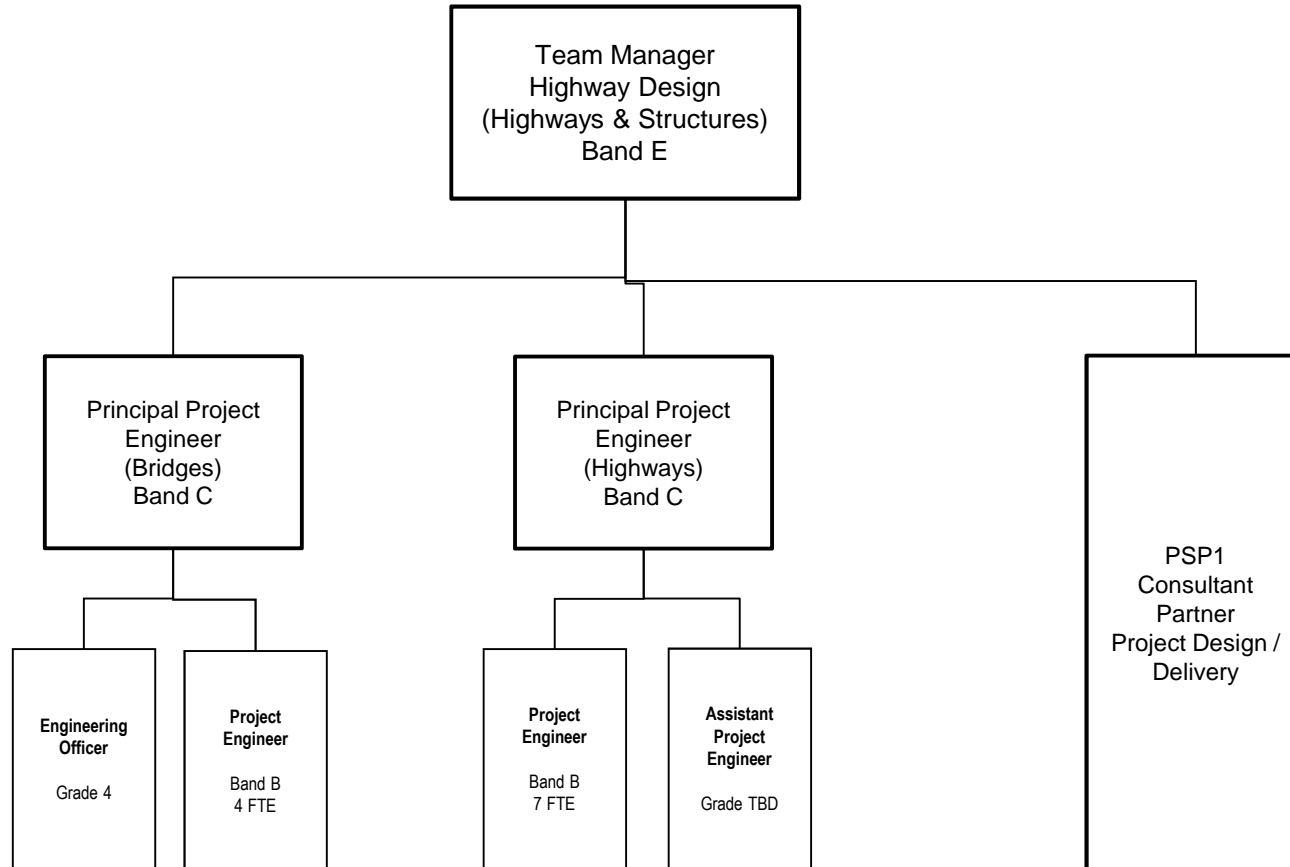 Team Manager
Highway Design
(Highways & Structures)
Band E
Principal Project
Engineer
(Bridges)
Band C
Principal Project
Engineer
(Highways)
Band C
PSP1
Consultant
Partner
Project Design /
Delivery
Engineering
Officer
Grade 4
Project
Engineer
Band B
4 FTE
Project
Engineer
Band B
7 FTE
Assistant
Project
Engineer
Grade TBD